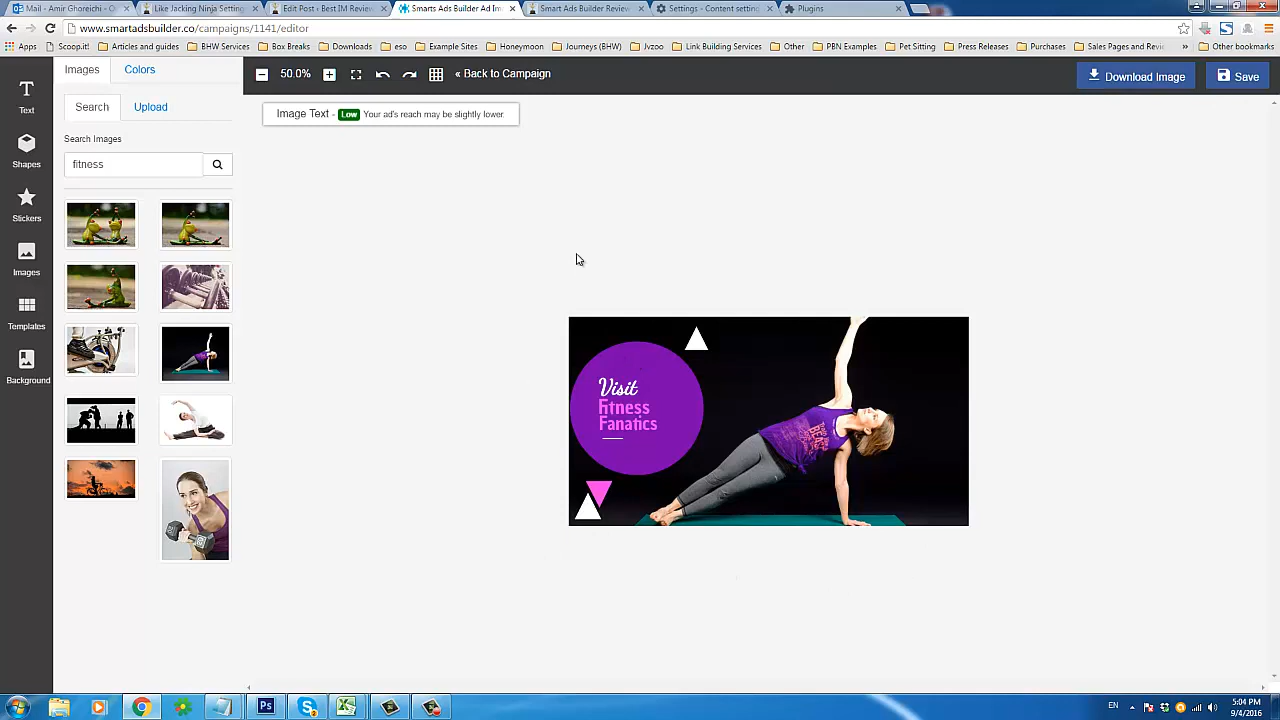 Mail - Amir Ghoreichi - O
Like Jacking Ninja Setting
Edit Post ‹ Best IM Review
Smarts Ads Builder Ad Im
Smart Ads Builder Review
Settings - Content setting
Plugins
www.smartadsbuilder.co/campaigns/1141/editor
Apps
Scoop.it!
Articles and guides
BHW Services
Box Breaks
Downloads
eso
Example Sites
Honeymoon
Journeys (BHW)
Jvzoo
Link Building Services
Other
PBN Examples
Pet Sitting
Press Releases
Purchases
Sales Pages and Revi
»
Other bookmarks
Images
Colors
50.0%
« Back to Campaign
Download Image
Save
Text
Shapes
Stickers
Images
Templates
Background
Search
Upload
Search Images
fitness
Image Text - Low Your ad's reach may be slightly lower.
Visit
Fitness
Fanatics
EN
5:04 PM
9/4/2016